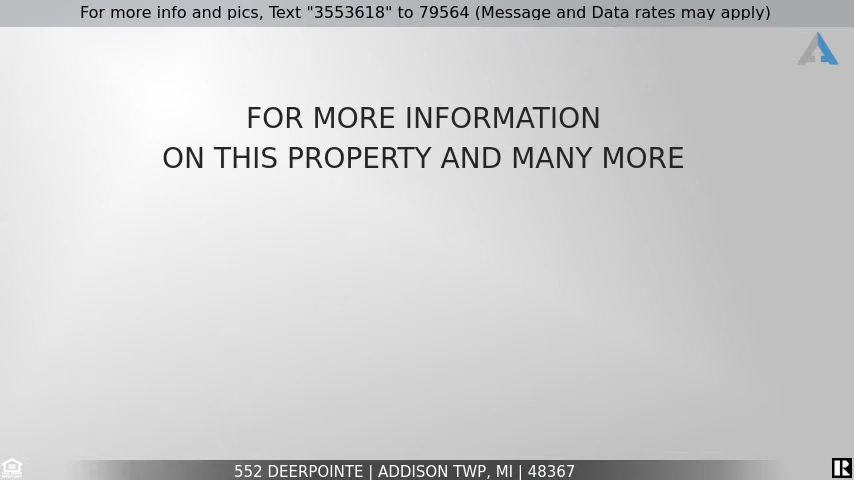 For more info and pics, Text "3553618" to 79564 (Message and Data rates may apply)
FOR MORE INFORMATION
ON THIS PROPERTY AND MANY MORE
552 DEERPOINTE | ADDISON TWP, MI | 48367